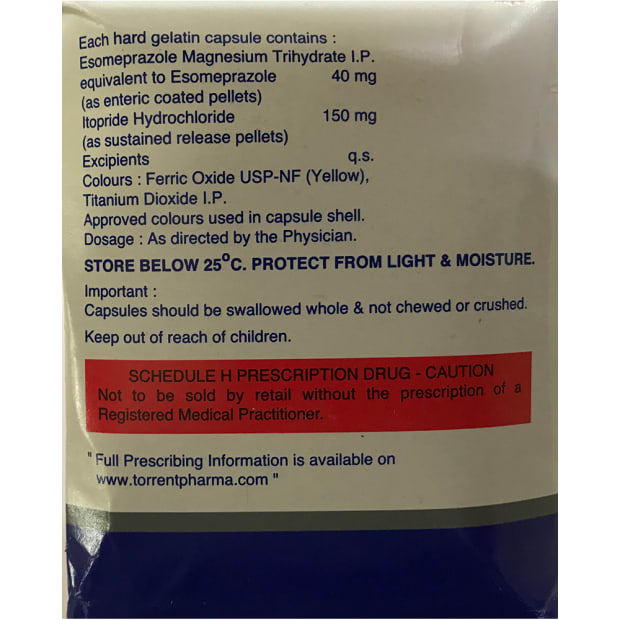 Each hard gelatin capsule contains :
Esomeprazole Magnesium Trihydrate I.P.
equivalent to Esomeprazole 40 mg
(as enteric coated pellets)
Itopride Hydrochloride 150 mg
(as sustained release pellets)
Excipients q.s.
Colours : Ferric Oxide USP-NF (Yellow),
Titanium Dioxide I.P.
Approved colours used in capsule shell.
Dosage : As directed by the Physician.
STORE BELOW 25°C. PROTECT FROM LIGHT & MOISTURE.
Important :
Capsules should be swallowed whole & not chewed or crushed.
Keep out of reach of children.
SCHEDULE H PRESCRIPTION DRUG - CAUTION
Not to be sold by retail without the prescription of a
Registered Medical Practitioner.
" Full Prescribing Information is available on
www.torrentpharma.com "